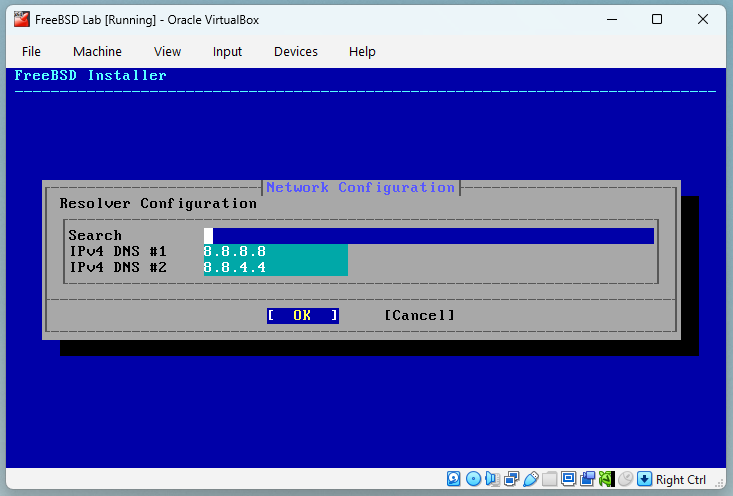 FreeBSD Lab [Running] - Oracle VirtualBox
File Machine View Input Devices Help
FreeBSD Installer
Network Configuration
Resolver Configuration
Search
IPv4 DNS #1 8.8.8.8
IPv4 DNS #2 8.8.4.4
[ OK ] [Cancel]
Right Ctrl